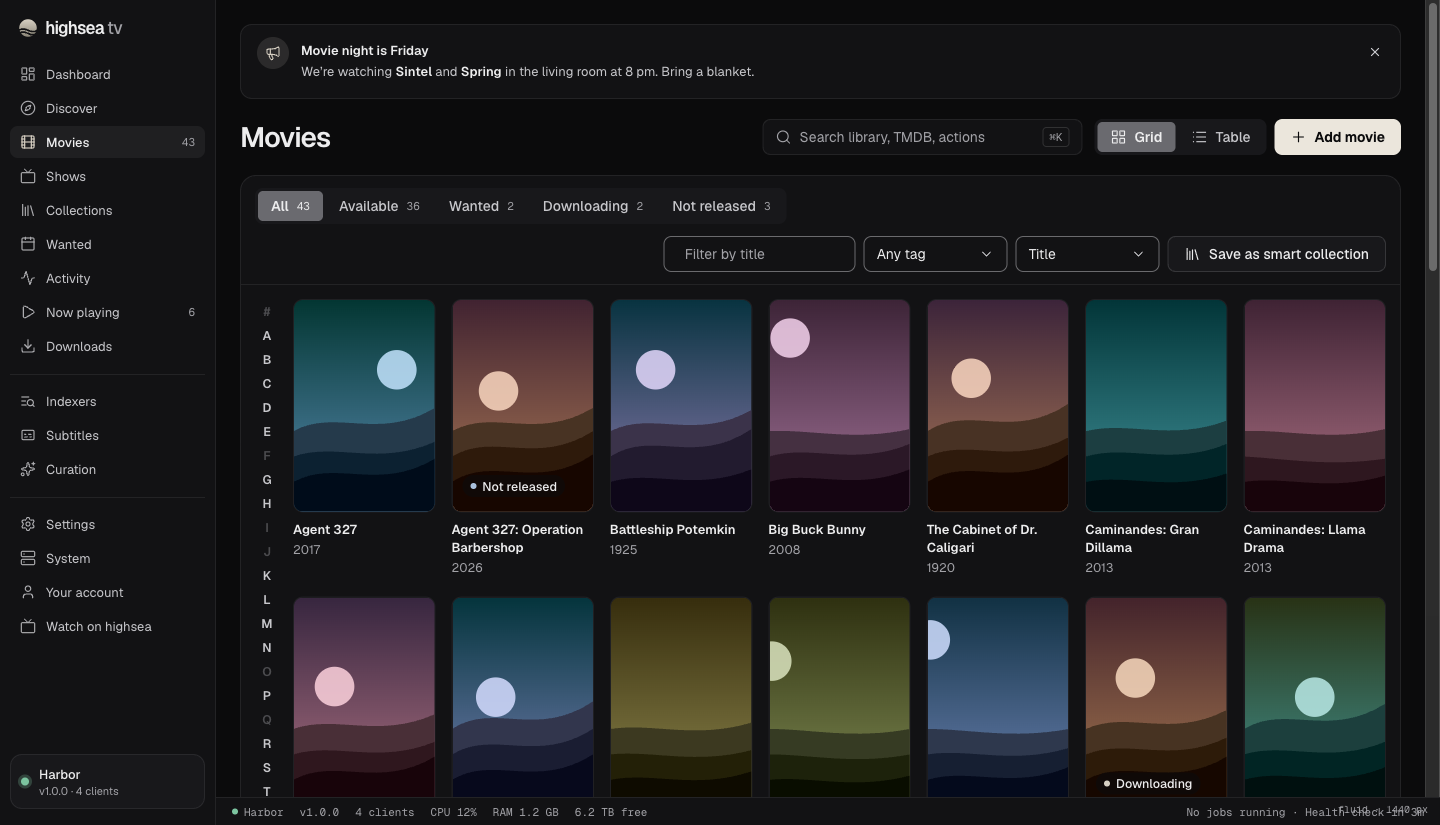 highsea tv
Dashboard
Discover
Movies 43
Shows
Collections
Wanted
Activity
Now playing 6
Downloads
Indexers
Subtitles
Curation
Settings
System
Your account
Watch on highsea
Harbor
v1.0.0 · 4 clients
Movie night is Friday
We're watching Sintel and Spring in the living room at 8 pm. Bring a blanket.
Movies
Search library, TMDB, actions ⌘K
Grid
Table
Add movie
All 43
Available 36
Wanted 2
Downloading 2
Not released 3
Filter by title
Any tag
Title
Save as smart collection
#
A
B
C
D
E
F
G
H
I
J
K
L
M
N
O
P
Q
R
S
T
Agent 327
2017
Not released
Agent 327: Operation
Barbershop
2026
Battleship Potemkin
1925
Big Buck Bunny
2008
The Cabinet of Dr.
Caligari
1920
Caminandes: Gran
Dillama
2013
Caminandes: Llama
Drama
2013
Downloading
Harbor v1.0.0 4 clients CPU 12% RAM 1.2 GB 6.2 TB free
No jobs running · Health check in 3m
fluid · 1440 px